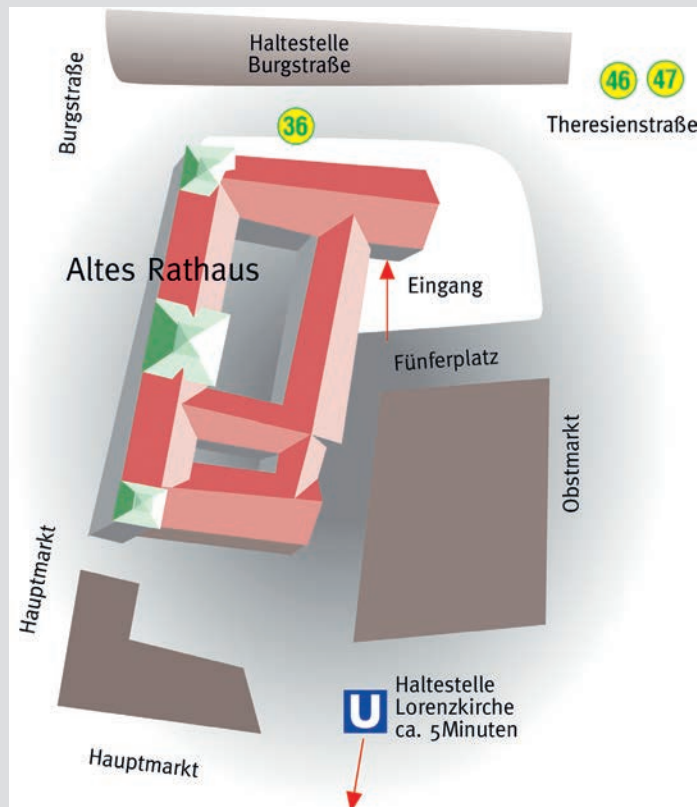 Haltestelle
Burgstraße
Burgstraße
46 47
Theresienstraße
36
Altes Rathaus
Eingang
Fünferplatz
Obstmarkt
Hauptmarkt
U
Haltestelle
Lorenzkirche
ca. 5Minuten
Hauptmarkt